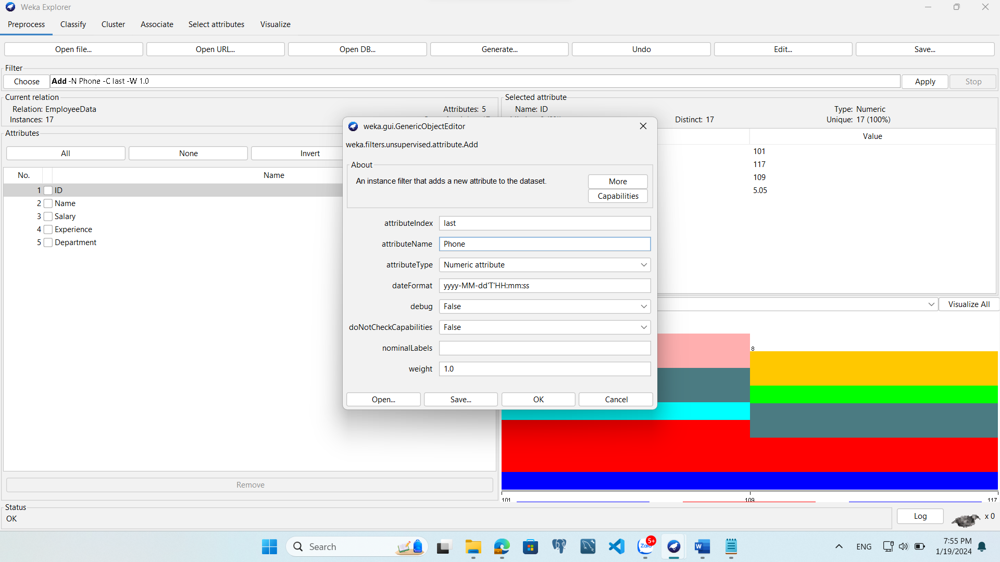 Weka Explorer
Preprocess Classify Cluster Associate Select attributes Visualize
Open file... Open URL... Open DB... Generate... Undo Edit... Save...
Filter
Choose Add -N Phone -C last -W 1.0 Apply Stop
Current relation
Relation: EmployeeData Attributes: 5
Instances: 17
Selected attribute
Name: ID Type: Numeric
Distinct: 17 Unique: 17 (100%)
Attributes
All None Invert
No. Name
1 ID
2 Name
3 Salary
4 Experience
5 Department
Remove
weka.gui.GenericObjectEditor
weka.filters.unsupervised.attribute.Add
About
An instance filter that adds a new attribute to the dataset.
More
Capabilities
attributeIndex last
attributeName Phone
attributeType Numeric attribute
dateFormat yyyy-MM-dd'T'HH:mm:ss
debug False
doNotCheckCapabilities False
nominalLabels
weight 1.0
Open... Save... OK Cancel
Value
101
117
109
5.05
Visualize All
8
101 109 117
Status
OK
Log x 0
Search
Zalo 5+
ENG
7:55 PM
1/19/2024